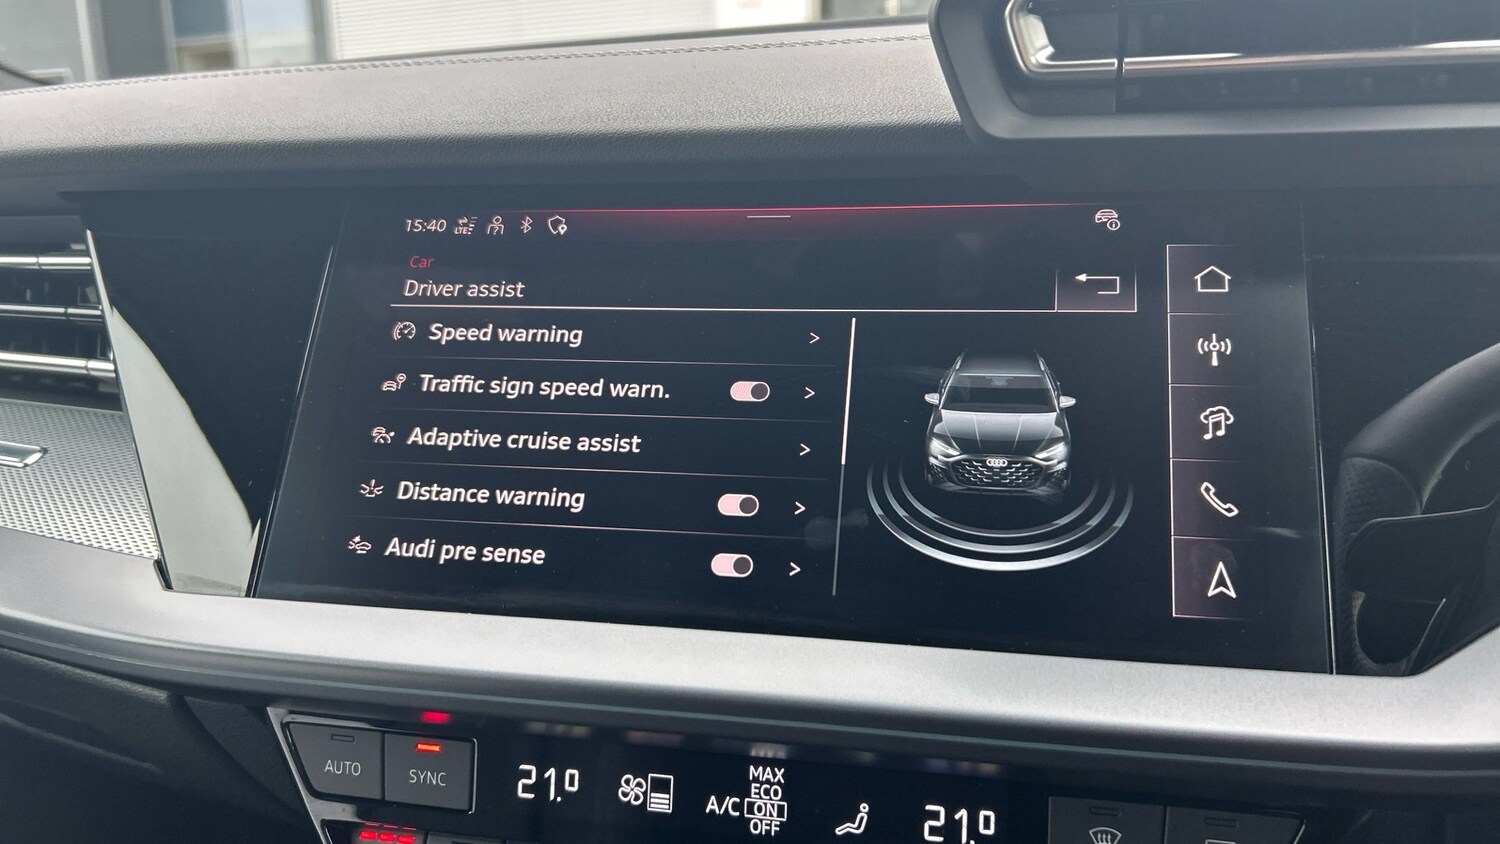 15:40 LTE
Car
Driver assist
Speed warning
Traffic sign speed warn.
Adaptive cruise assist
Distance warning
Audi pre sense
AUTO
SYNC
21.0
A/C
MAX
ECO
ON
OFF
21.0